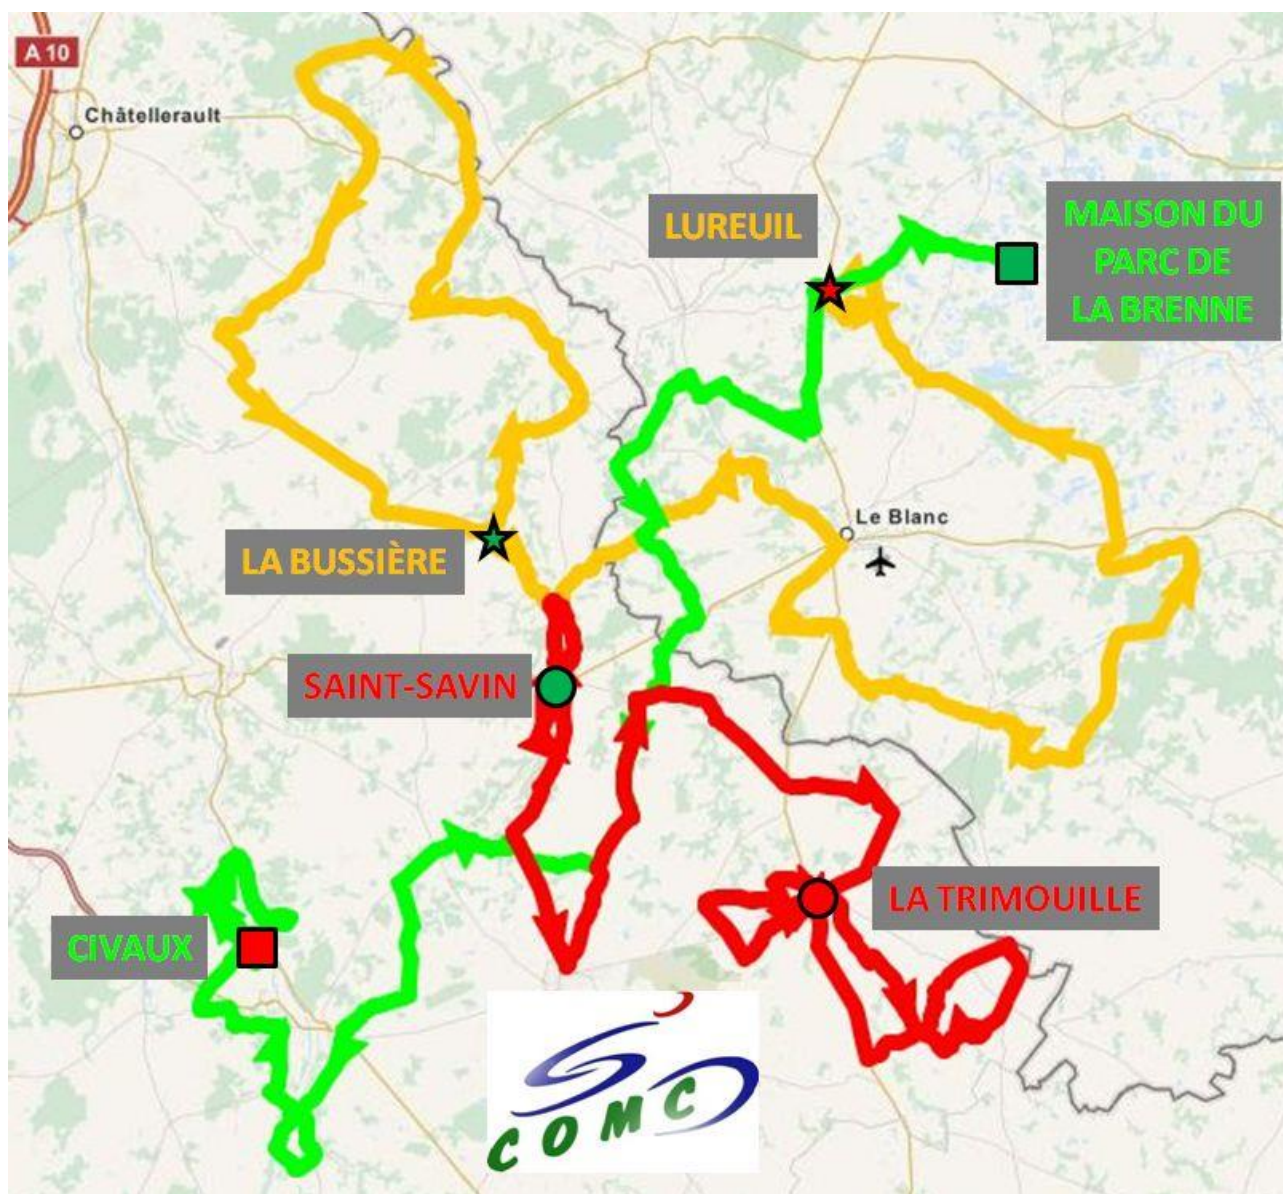 A 10
Châtellerault
LUREUIL
MAISON DU
PARC DE
LA BRENNE
Le Blanc
LA BUSSIÈRE
SAINT-SAVIN
LA TRIMOUILLE
CIVAUX
COMC